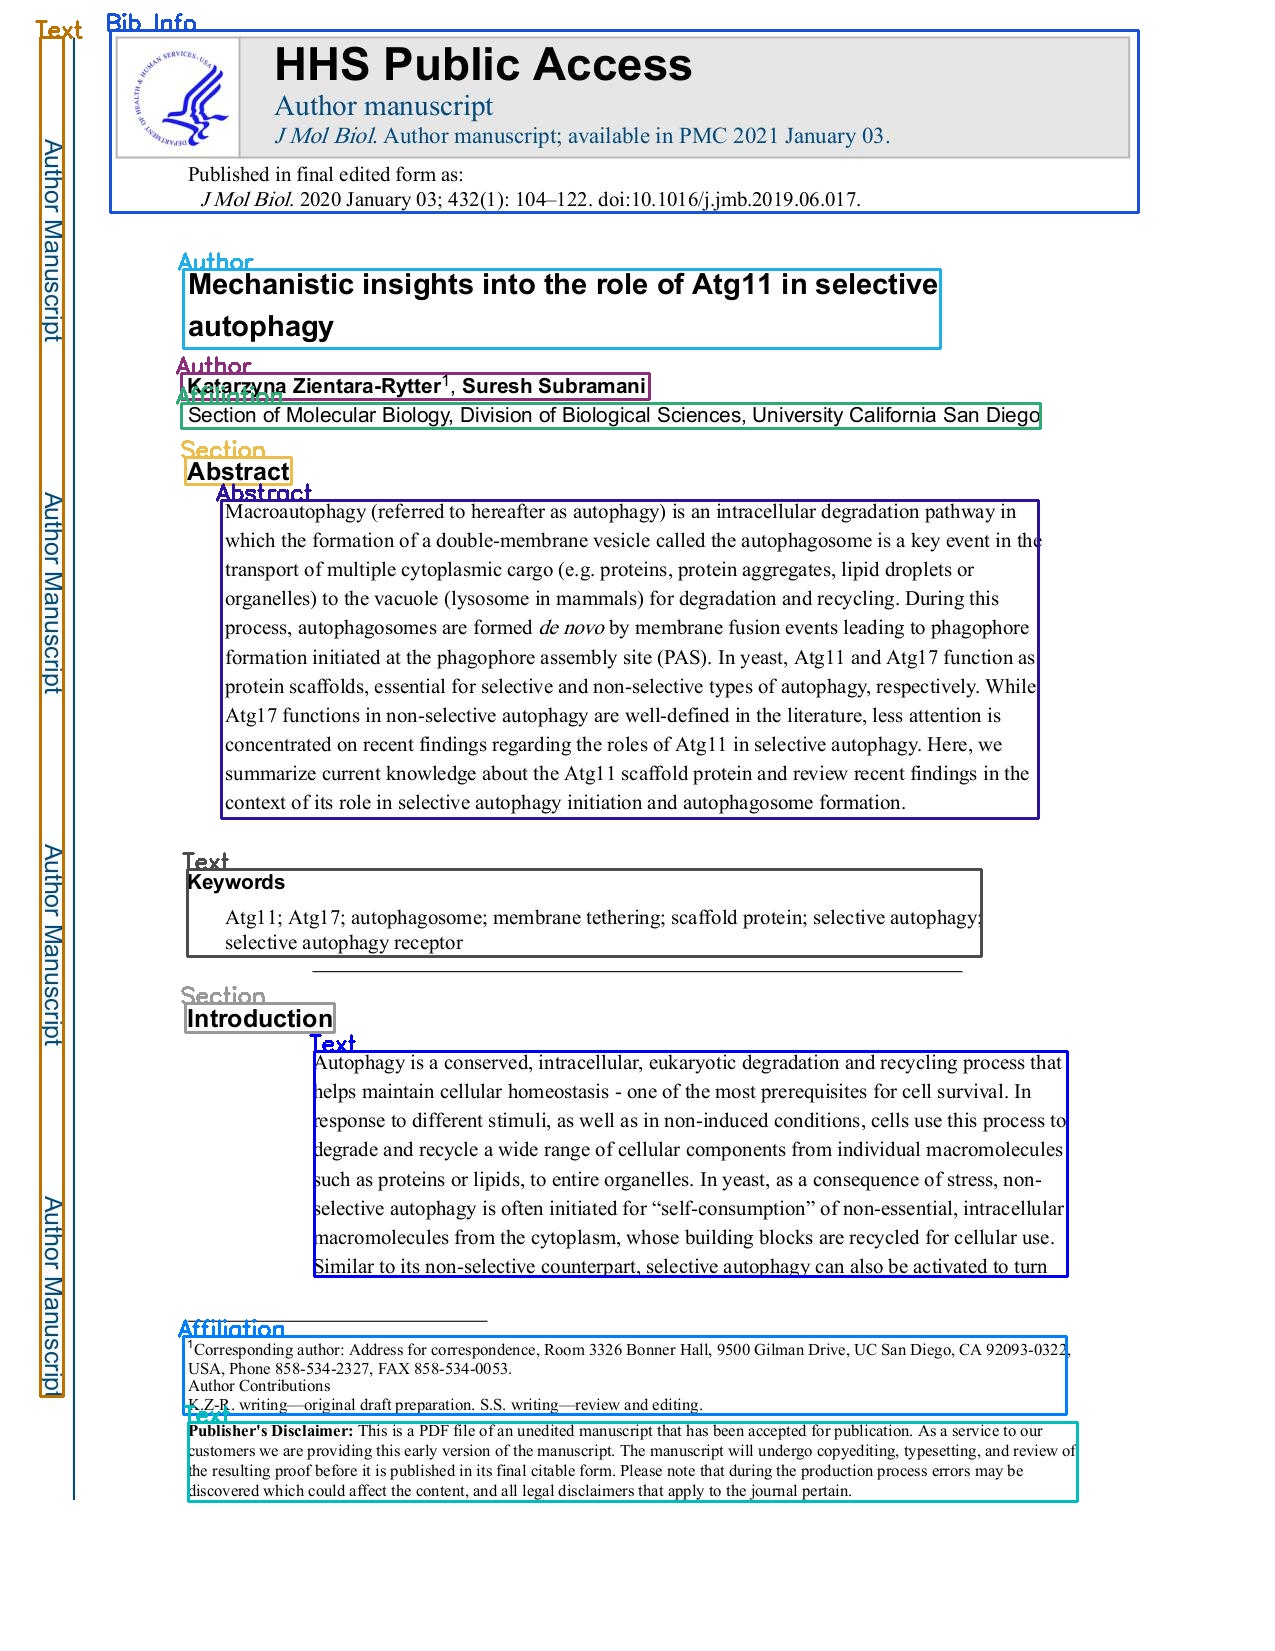 Text
Bib_Info
HHS Public Access
Author manuscript
J Mol Biol. Author manuscript; available in PMC 2021 January 03.
DEPARTMENT OF HEALTH & HUMAN SERVICES·USA
Published in final edited form as:
J Mol Biol. 2020 January 03; 432(1): 104–122. doi:10.1016/j.jmb.2019.06.017.
Author Manuscript
Author Manuscript
Author Manuscript
Author Manuscript
Author
Mechanistic insights into the role of Atg11 in selective
autophagy
Author
Katarzyna Zientara-Rytter1, Suresh Subramani
Affiliation
Section of Molecular Biology, Division of Biological Sciences, University California San Diego
Section
Abstract
Abstract
Macroautophagy (referred to hereafter as autophagy) is an intracellular degradation pathway in
which the formation of a double-membrane vesicle called the autophagosome is a key event in the
transport of multiple cytoplasmic cargo (e.g. proteins, protein aggregates, lipid droplets or
organelles) to the vacuole (lysosome in mammals) for degradation and recycling. During this
process, autophagosomes are formed de novo by membrane fusion events leading to phagophore
formation initiated at the phagophore assembly site (PAS). In yeast, Atg11 and Atg17 function as
protein scaffolds, essential for selective and non-selective types of autophagy, respectively. While
Atg17 functions in non-selective autophagy are well-defined in the literature, less attention is
concentrated on recent findings regarding the roles of Atg11 in selective autophagy. Here, we
summarize current knowledge about the Atg11 scaffold protein and review recent findings in the
context of its role in selective autophagy initiation and autophagosome formation.
Text
Keywords
Atg11; Atg17; autophagosome; membrane tethering; scaffold protein; selective autophagy;
selective autophagy receptor
Section
Introduction
Text
Autophagy is a conserved, intracellular, eukaryotic degradation and recycling process that
helps maintain cellular homeostasis - one of the most prerequisites for cell survival. In
response to different stimuli, as well as in non-induced conditions, cells use this process to
degrade and recycle a wide range of cellular components from individual macromolecules
such as proteins or lipids, to entire organelles. In yeast, as a consequence of stress, non-
selective autophagy is often initiated for “self-consumption” of non-essential, intracellular
macromolecules from the cytoplasm, whose building blocks are recycled for cellular use.
Similar to its non-selective counterpart, selective autophagy can also be activated to turn
Affiliation
1Corresponding author: Address for correspondence, Room 3326 Bonner Hall, 9500 Gilman Drive, UC San Diego, CA 92093-0322,
USA, Phone 858-534-2327, FAX 858-534-0053.
Author Contributions
K.Z-R. writing—original draft preparation. S.S. writing—review and editing.
Text
Publisher's Disclaimer: This is a PDF file of an unedited manuscript that has been accepted for publication. As a service to our
customers we are providing this early version of the manuscript. The manuscript will undergo copyediting, typesetting, and review of
the resulting proof before it is published in its final citable form. Please note that during the production process errors may be
discovered which could affect the content, and all legal disclaimers that apply to the journal pertain.